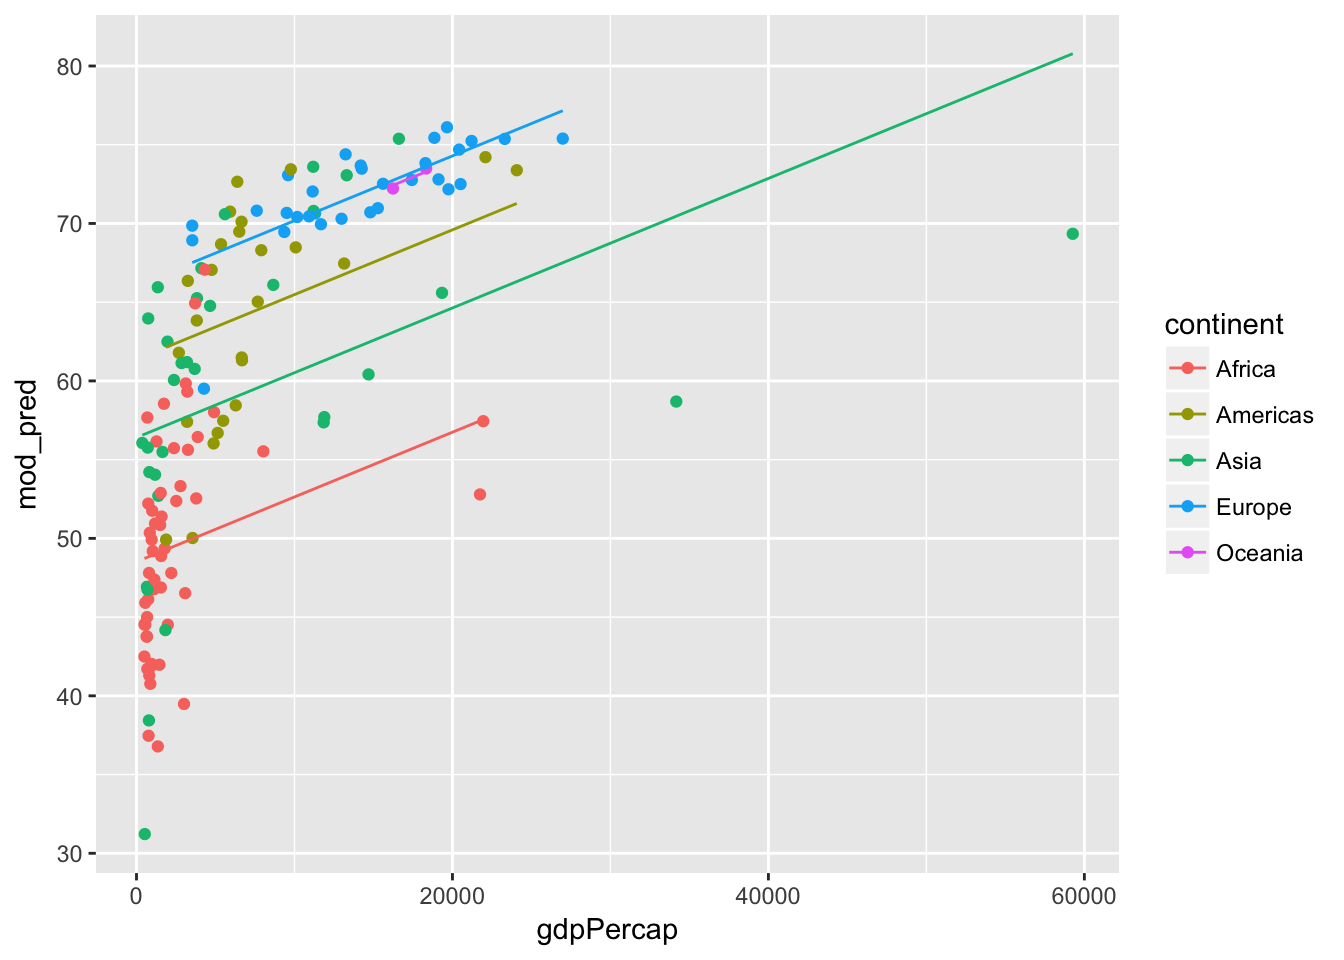 80
70
60
50
40
30
mod_pred
0
20000
40000
60000
gdpPercap
continent
Africa
Americas
Asia
Europe
Oceania